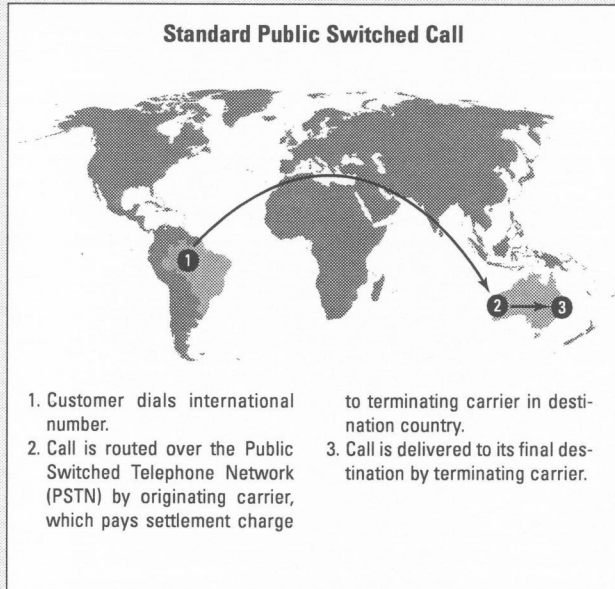 Standard Public Switched Call
1
2
3
1. Customer dials international
number.
2. Call is routed over the Public
Switched Telephone Network
(PSTN) by originating carrier,
which pays settlement charge
to terminating carrier in desti-
nation country.
3. Call is delivered to its final des-
tination by terminating carrier.